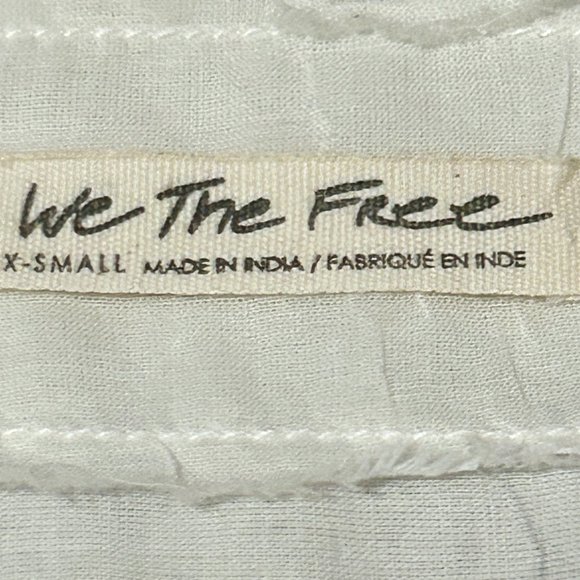 We The Free
X-SMALL MADE IN INDIA / FABRIQUÉ EN INDE